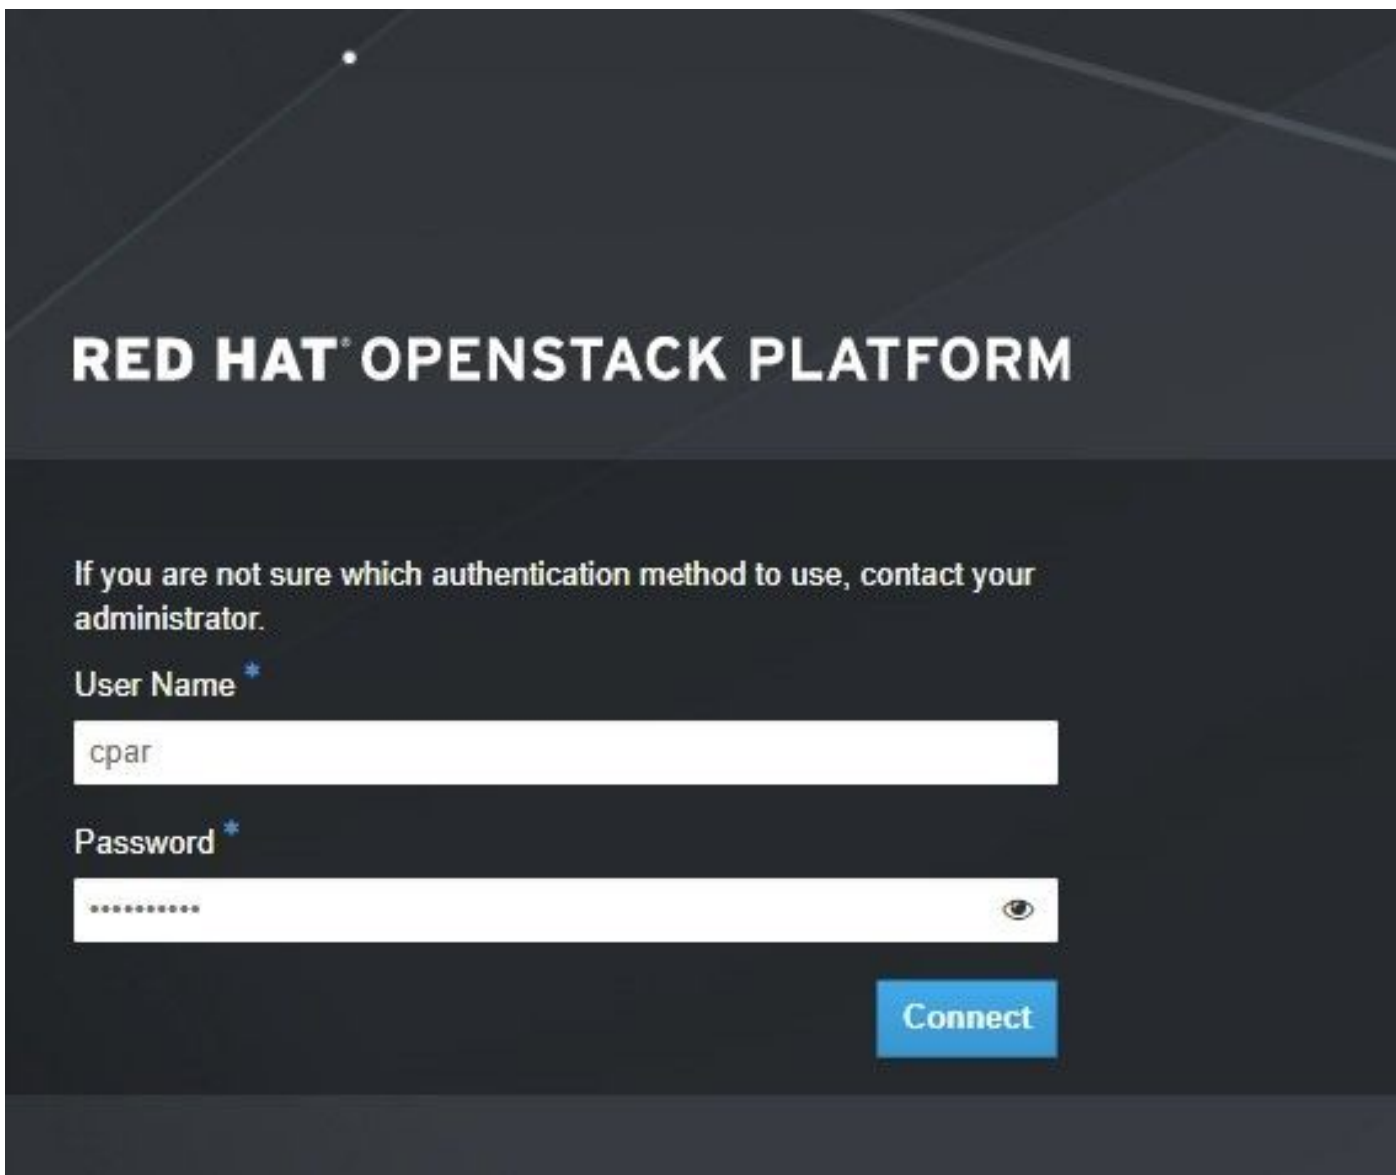 RED HAT® OPENSTACK PLATFORM
If you are not sure which authentication method to use, contact your
administrator.
User Name *
cpar
Password *
••••••••••
Connect